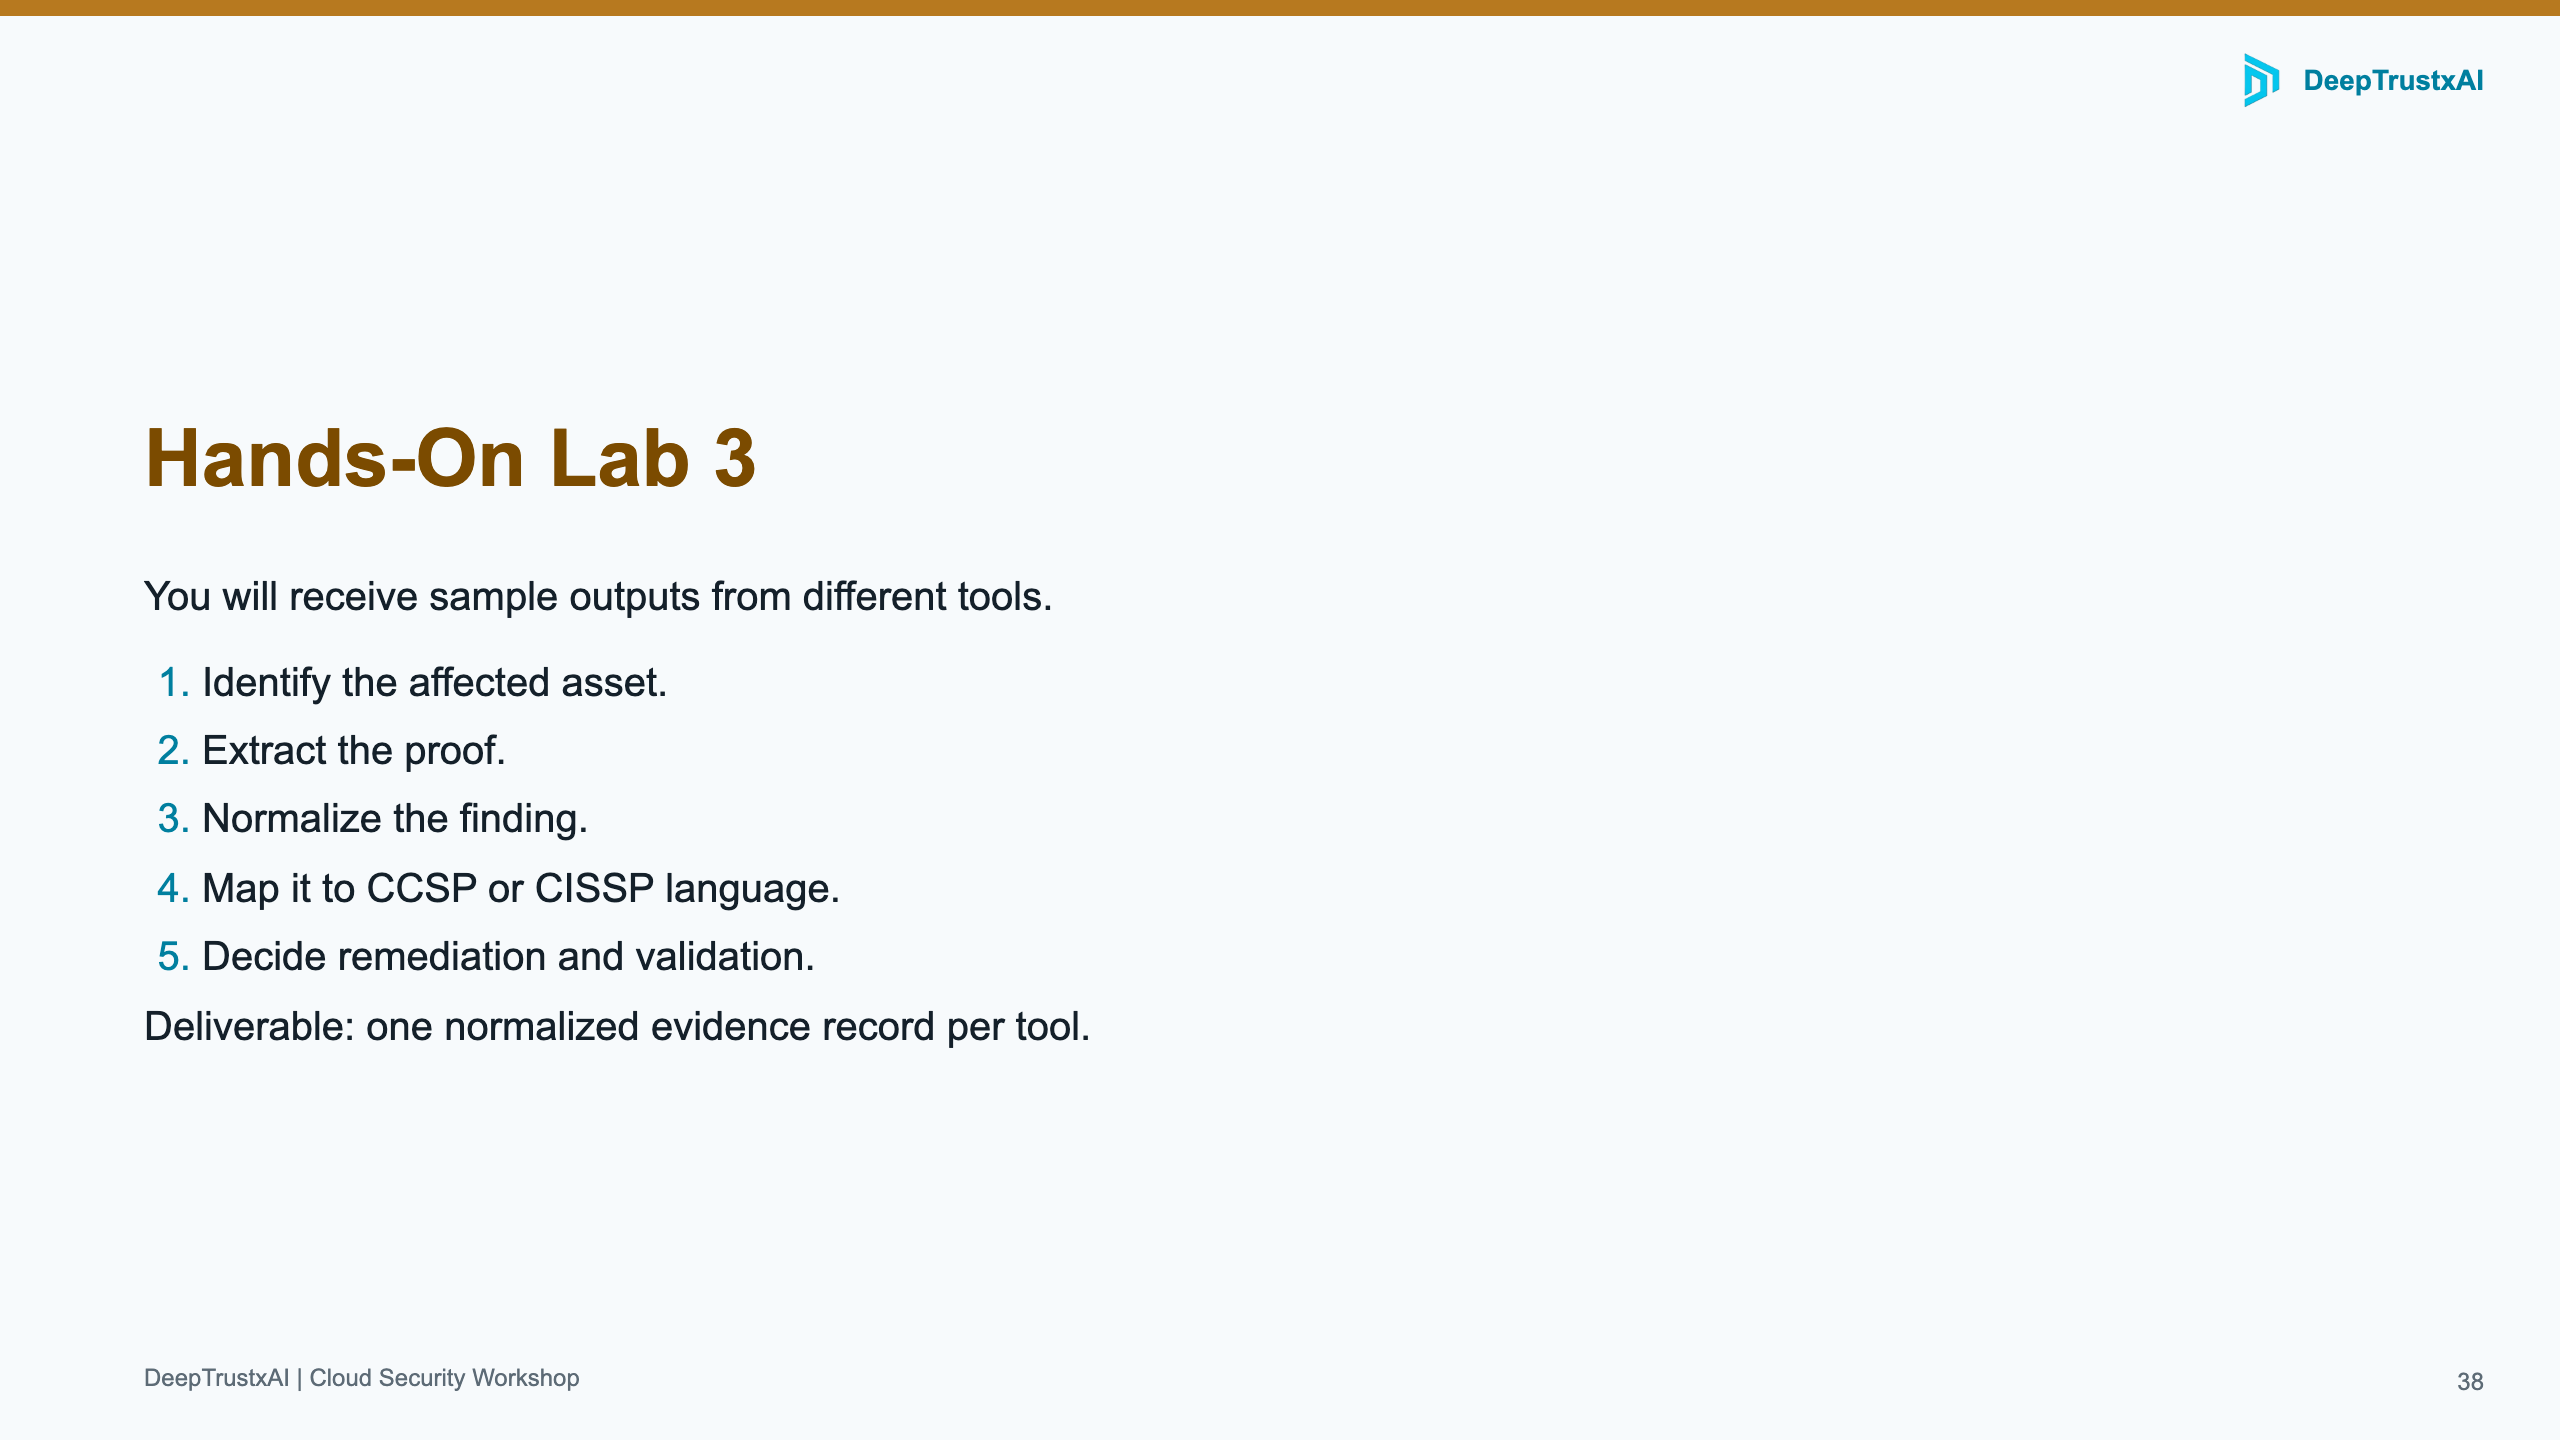 DeepTrustxAI
Hands-On Lab 3
You will receive sample outputs from different tools.
1. Identify the affected asset.
2. Extract the proof.
3. Normalize the finding.
4. Map it to CCSP or CISSP language.
5. Decide remediation and validation.
Deliverable: one normalized evidence record per tool.
DeepTrustxAI | Cloud Security Workshop
38